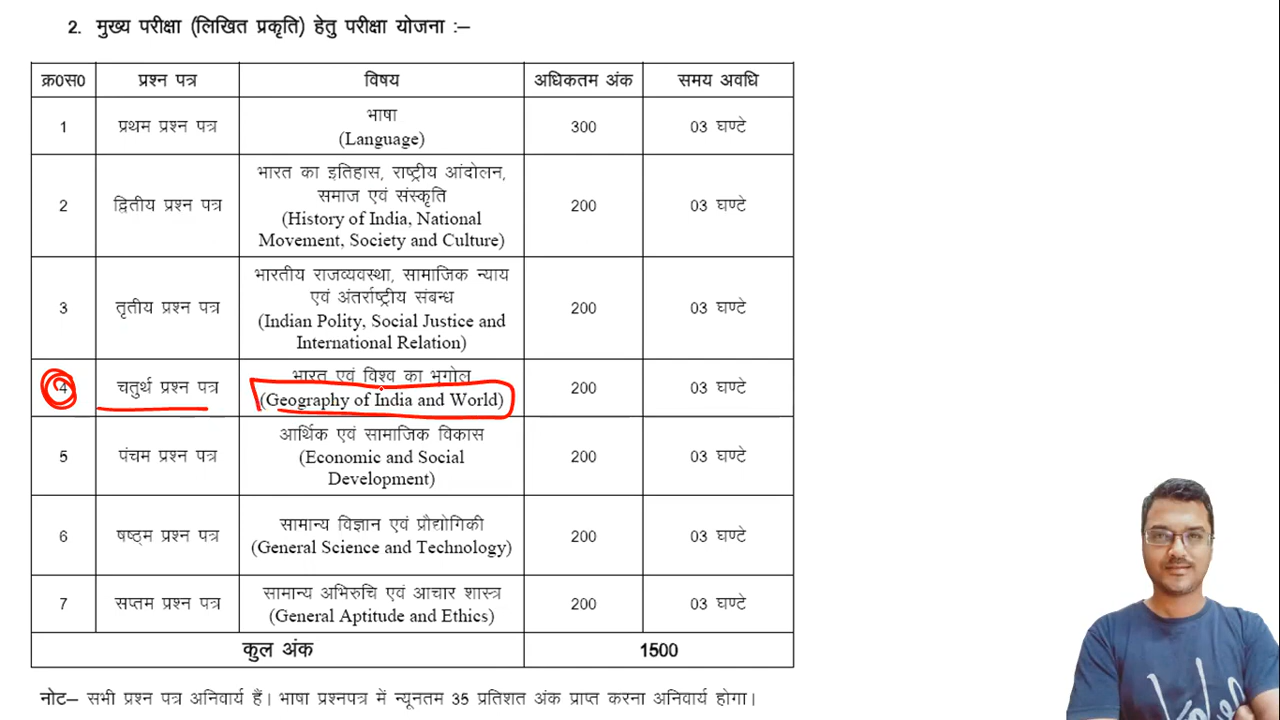 2. मुख्य परीक्षा (लिखित प्रकृति) हेतु परीक्षा योजना :–
क्र0स0 प्रश्न पत्र विषय अधिकतम अंक समय अवधि
1 प्रथम प्रश्न पत्र भाषा 300 03 घण्टे
(Language)
2 द्वितीय प्रश्न पत्र भारत का इतिहास, राष्ट्रीय आंदोलन, 200 03 घण्टे
समाज एवं संस्कृति
(History of India, National
Movement, Society and Culture)
3 तृतीय प्रश्न पत्र भारतीय राजव्यवस्था, सामाजिक न्याय 200 03 घण्टे
एवं अंतर्राष्ट्रीय संबन्ध
(Indian Polity, Social Justice and
International Relation)
4 चतुर्थ प्रश्न पत्र भारत एवं विश्व का भूगोल 200 03 घण्टे
(Geography of India and World)
5 पंचम प्रश्न पत्र आर्थिक एवं सामाजिक विकास 200 03 घण्टे
(Economic and Social
Development)
6 षष्ठ्म प्रश्न पत्र सामान्य विज्ञान एवं प्रौद्योगिकी 200 03 घण्टे
(General Science and Technology)
7 सप्तम प्रश्न पत्र सामान्य अभिरुचि एवं आचार शास्त्र 200 03 घण्टे
(General Aptitude and Ethics)
कुल अंक 1500
नोट– सभी प्रश्न पत्र अनिवार्य हैं। भाषा प्रश्नपत्र में न्यूनतम 35 प्रतिशत अंक प्राप्त करना अनिवार्य होगा।